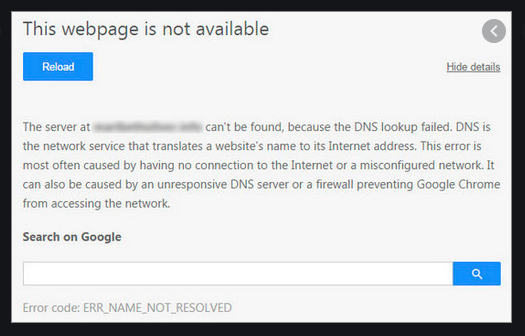 This webpage is not available
Reload
Hide details
The server at can't be found, because the DNS lookup failed. DNS is
the network service that translates a website's name to its Internet address. This error is
most often caused by having no connection to the Internet or a misconfigured network. It
can also be caused by an unresponsive DNS server or a firewall preventing Google Chrome
from accessing the network.
Search on Google
Error code: ERR_NAME_NOT_RESOLVED